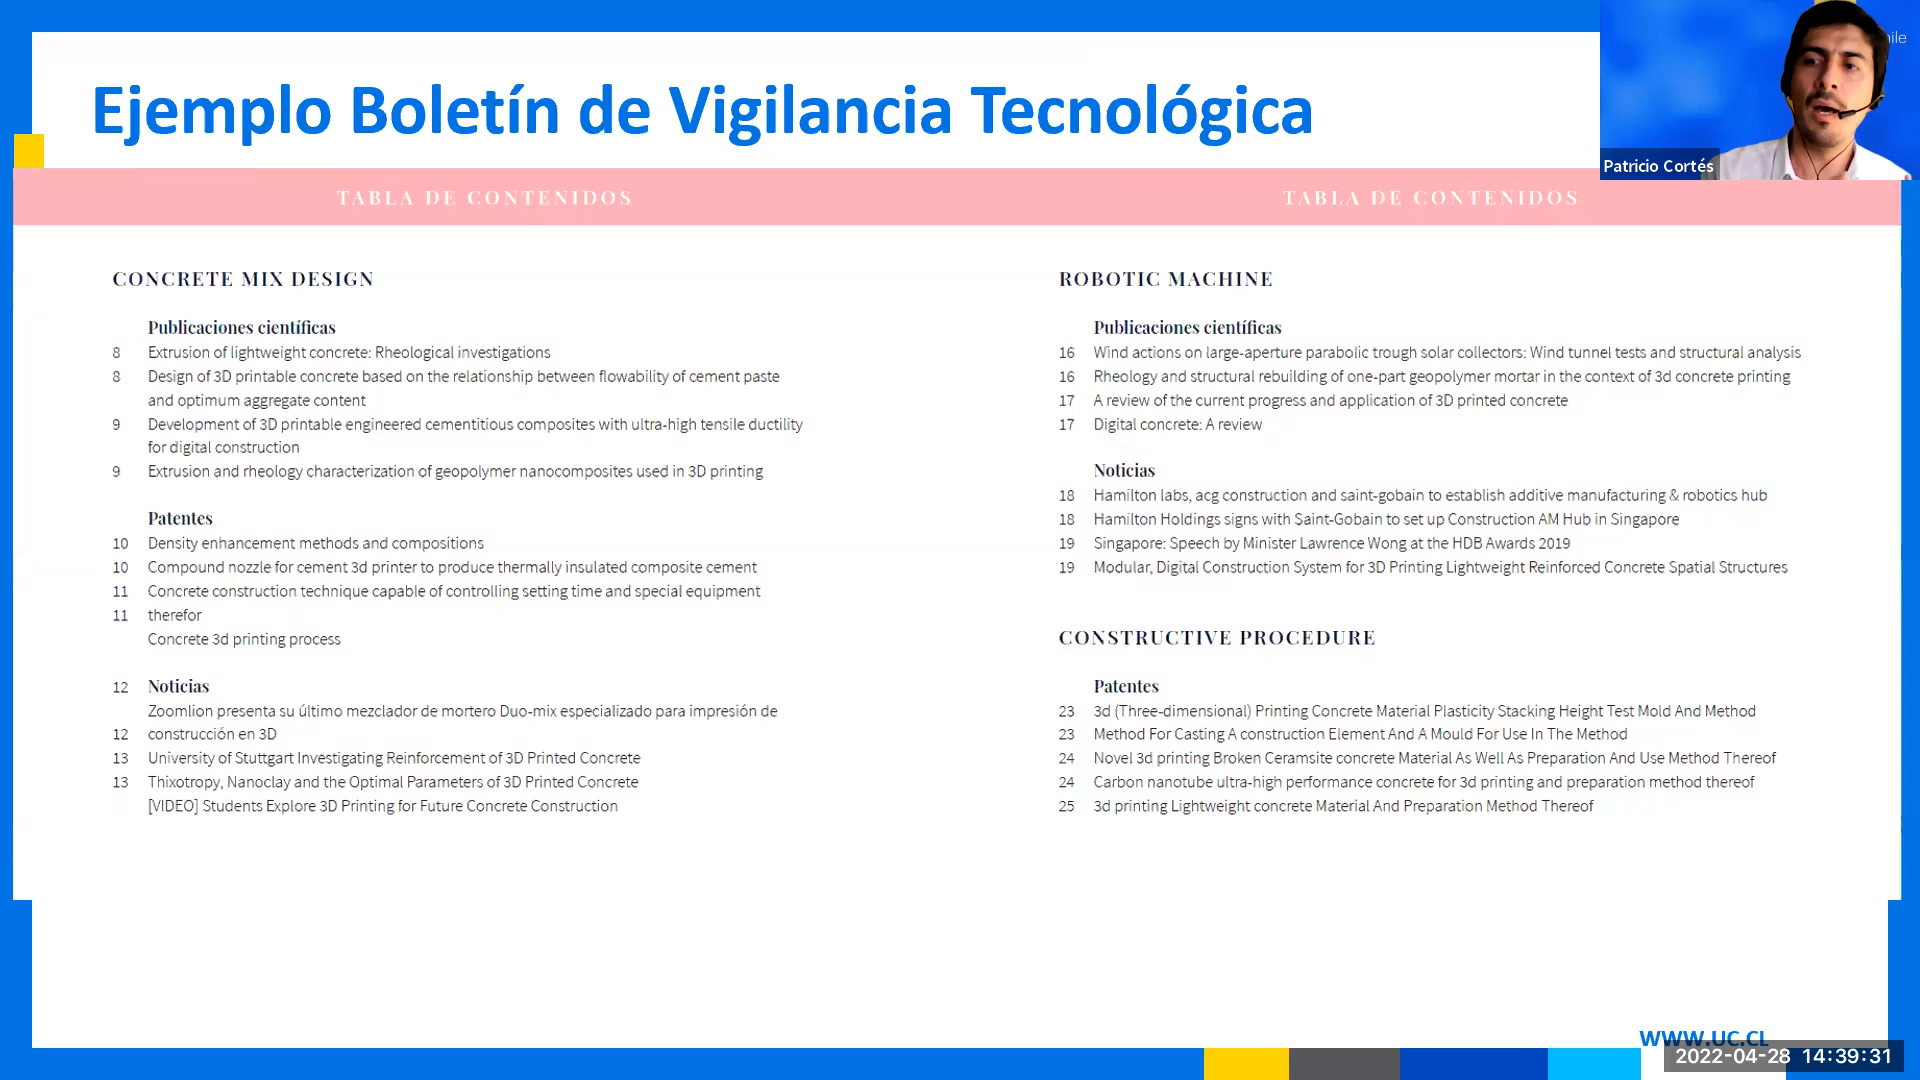 Ejemplo Boletín de Vigilancia Tecnológica
ile
Patricio Cortés
TABLA DE CONTENIDOS
CONCRETE MIX DESIGN
Publicaciones científicas
8 Extrusion of lightweight concrete: Rheological investigations
8 Design of 3D printable concrete based on the relationship between flowability of cement paste
and optimum aggregate content
9 Development of 3D printable engineered cementitious composites with ultra-high tensile ductility
for digital construction
9 Extrusion and rheology characterization of geopolymer nanocomposites used in 3D printing
Patentes
10 Density enhancement methods and compositions
10 Compound nozzle for cement 3d printer to produce thermally insulated composite cement
11 Concrete construction technique capable of controlling setting time and special equipment
11 therefor
Concrete 3d printing process
12 Noticias
Zoomlion presenta su último mezclador de mortero Duo-mix especializado para impresión de
12 construcción en 3D
13 University of Stuttgart Investigating Reinforcement of 3D Printed Concrete
13 Thixotropy, Nanoclay and the Optimal Parameters of 3D Printed Concrete
[VIDEO] Students Explore 3D Printing for Future Concrete Construction
TABLA DE CONTENIDOS
ROBOTIC MACHINE
Publicaciones científicas
16 Wind actions on large-aperture parabolic trough solar collectors: Wind tunnel tests and structural analysis
16 Rheology and structural rebuilding of one-part geopolymer mortar in the context of 3d concrete printing
17 A review of the current progress and application of 3D printed concrete
17 Digital concrete: A review
Noticias
18 Hamilton labs, acg construction and saint-gobain to establish additive manufacturing & robotics hub
18 Hamilton Holdings signs with Saint-Gobain to set up Construction AM Hub in Singapore
19 Singapore: Speech by Minister Lawrence Wong at the HDB Awards 2019
19 Modular, Digital Construction System for 3D Printing Lightweight Reinforced Concrete Spatial Structures
CONSTRUCTIVE PROCEDURE
Patentes
23 3d (Three-dimensional) Printing Concrete Material Plasticity Stacking Height Test Mold And Method
23 Method For Casting A construction Element And A Mould For Use In The Method
24 Novel 3d printing Broken Ceramsite concrete Material As Well As Preparation And Use Method Thereof
24 Carbon nanotube ultra-high performance concrete for 3d printing and preparation method thereof
25 3d printing Lightweight concrete Material And Preparation Method Thereof
WWW.UC.CL
2022-04-28 14:39:31